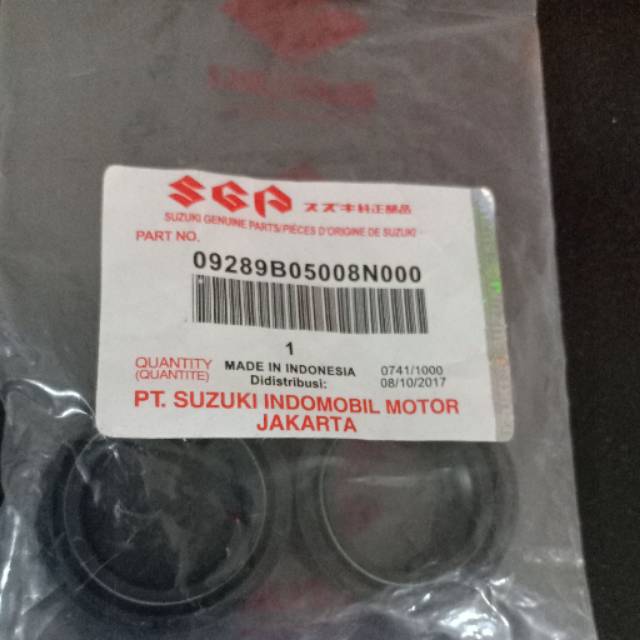 SGP スズキ純正部品
SUZUKI GENUINE PARTS/PIÈCES D'ORIGINE DE SUZUKI
PART NO.
09289B05008N000
1
QUANTITY MADE IN INDONESIA 0741/1000
(QUANTITE) Didistribusi: 08/10/2017
PT. SUZUKI INDOMOBIL MOTOR
JAKARTA